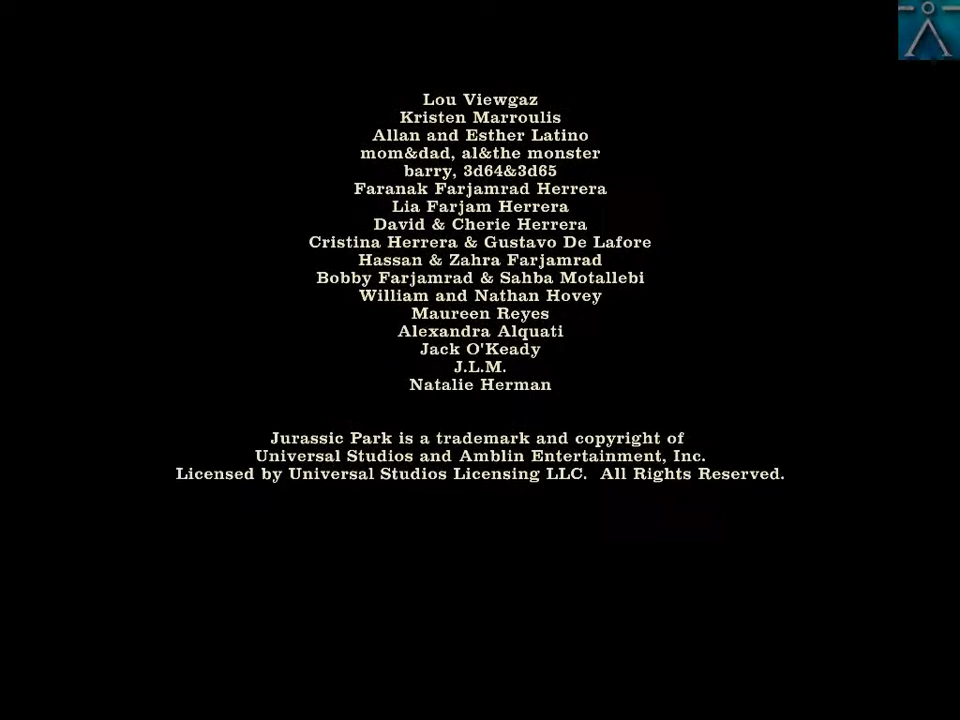 Lou Viewgaz
Kristen Marroulis
Allan and Esther Latino
mom&dad, al&the monster
barry, 3d64&3d65
Faranak Farjamrad Herrera
Lia Farjam Herrera
David & Cherie Herrera
Cristina Herrera & Gustavo De Lafore
Hassan & Zahra Farjamrad
Bobby Farjamrad & Sahba Motallebi
William and Nathan Hovey
Maureen Reyes
Alexandra Alquati
Jack O'Keady
J.L.M.
Natalie Herman
Jurassic Park is a trademark and copyright of
Universal Studios and Amblin Entertainment, Inc.
Licensed by Universal Studios Licensing LLC.  All Rights Reserved.